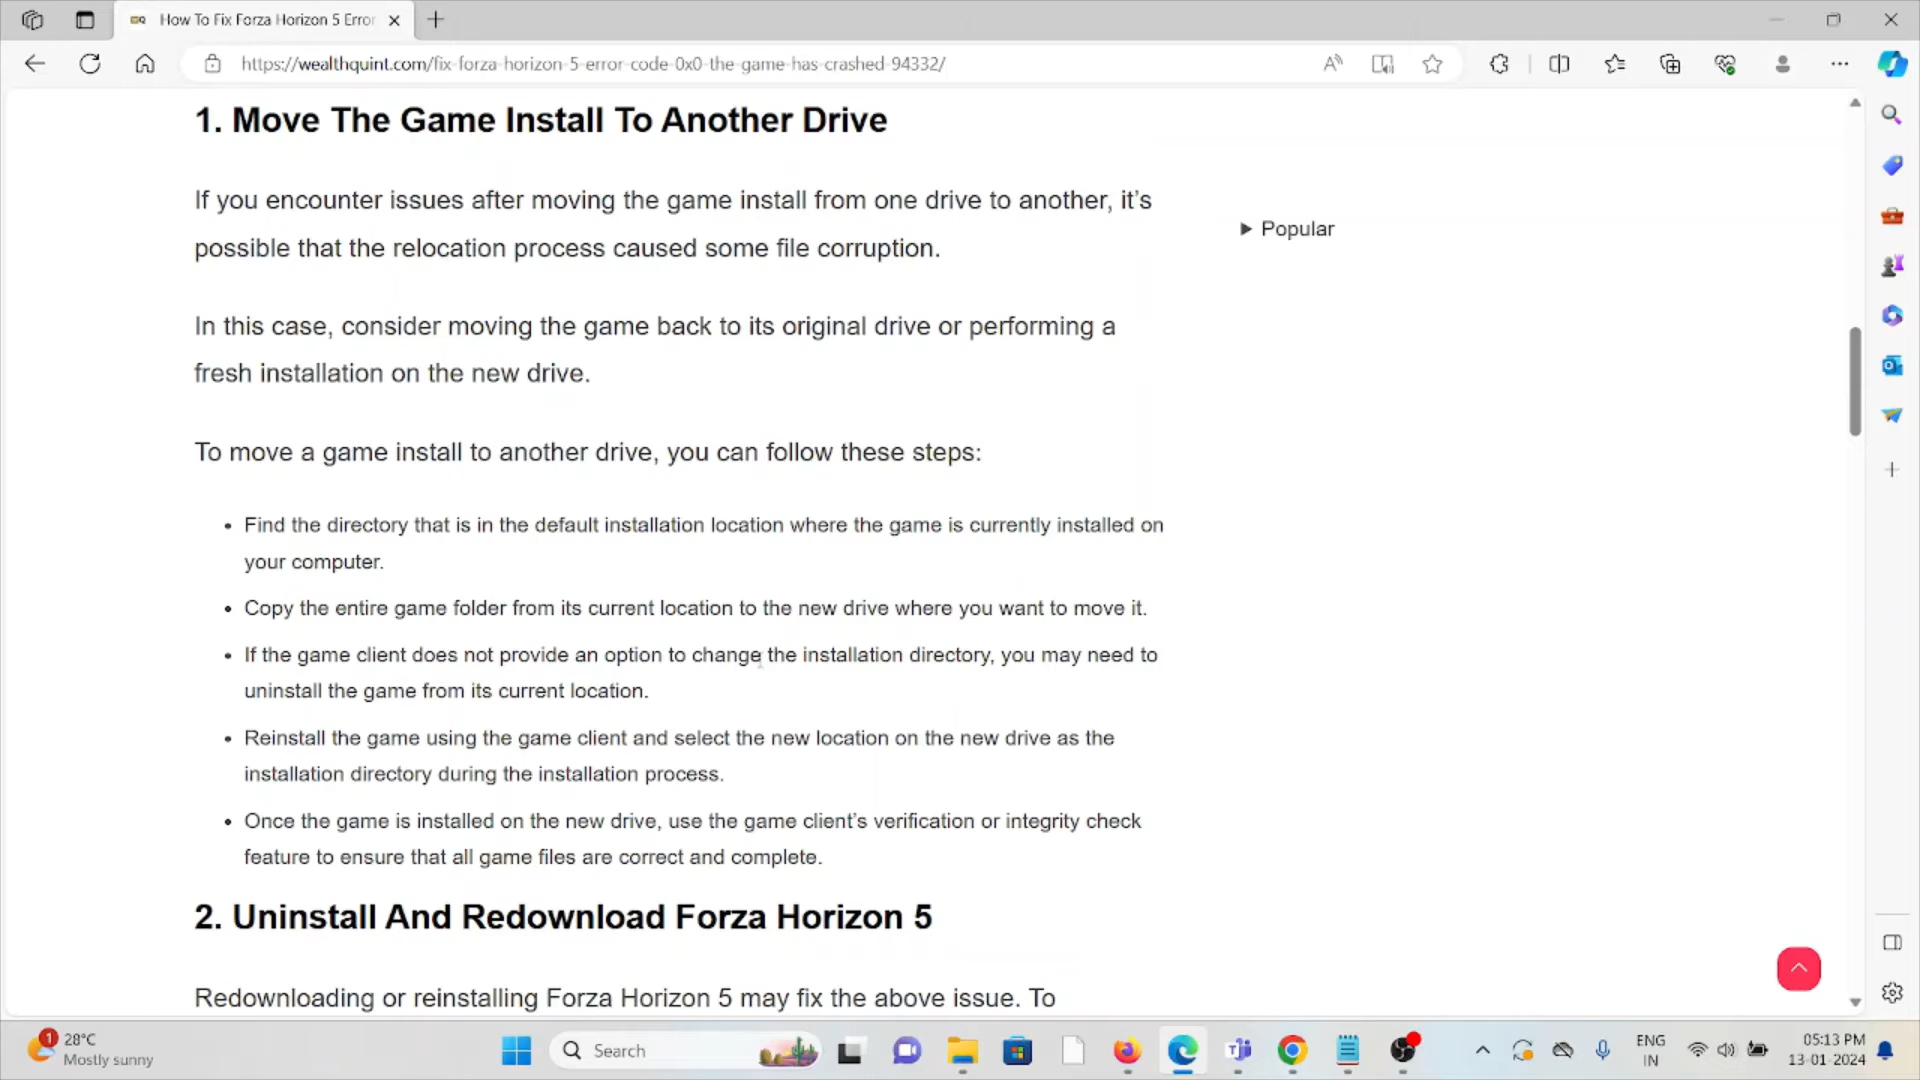 How To Fix Forza Horizon 5 Error
https://wealthquint.com/fix-forza-horizon-5-error-code-0x0-the-game-has-crashed-94332/
1. Move The Game Install To Another Drive
If you encounter issues after moving the game install from one drive to another, it’s
possible that the relocation process caused some file corruption.
Popular
In this case, consider moving the game back to its original drive or performing a
fresh installation on the new drive.
To move a game install to another drive, you can follow these steps:
• Find the directory that is in the default installation location where the game is currently installed on
your computer.
• Copy the entire game folder from its current location to the new drive where you want to move it.
• If the game client does not provide an option to change the installation directory, you may need to
uninstall the game from its current location.
• Reinstall the game using the game client and select the new location on the new drive as the
installation directory during the installation process.
• Once the game is installed on the new drive, use the game client’s verification or integrity check
feature to ensure that all game files are correct and complete.
2. Uninstall And Redownload Forza Horizon 5
Redownloading or reinstalling Forza Horizon 5 may fix the above issue. To
1
28°C
Mostly sunny
Search
ENG
IN
05:13 PM
13-01-2024